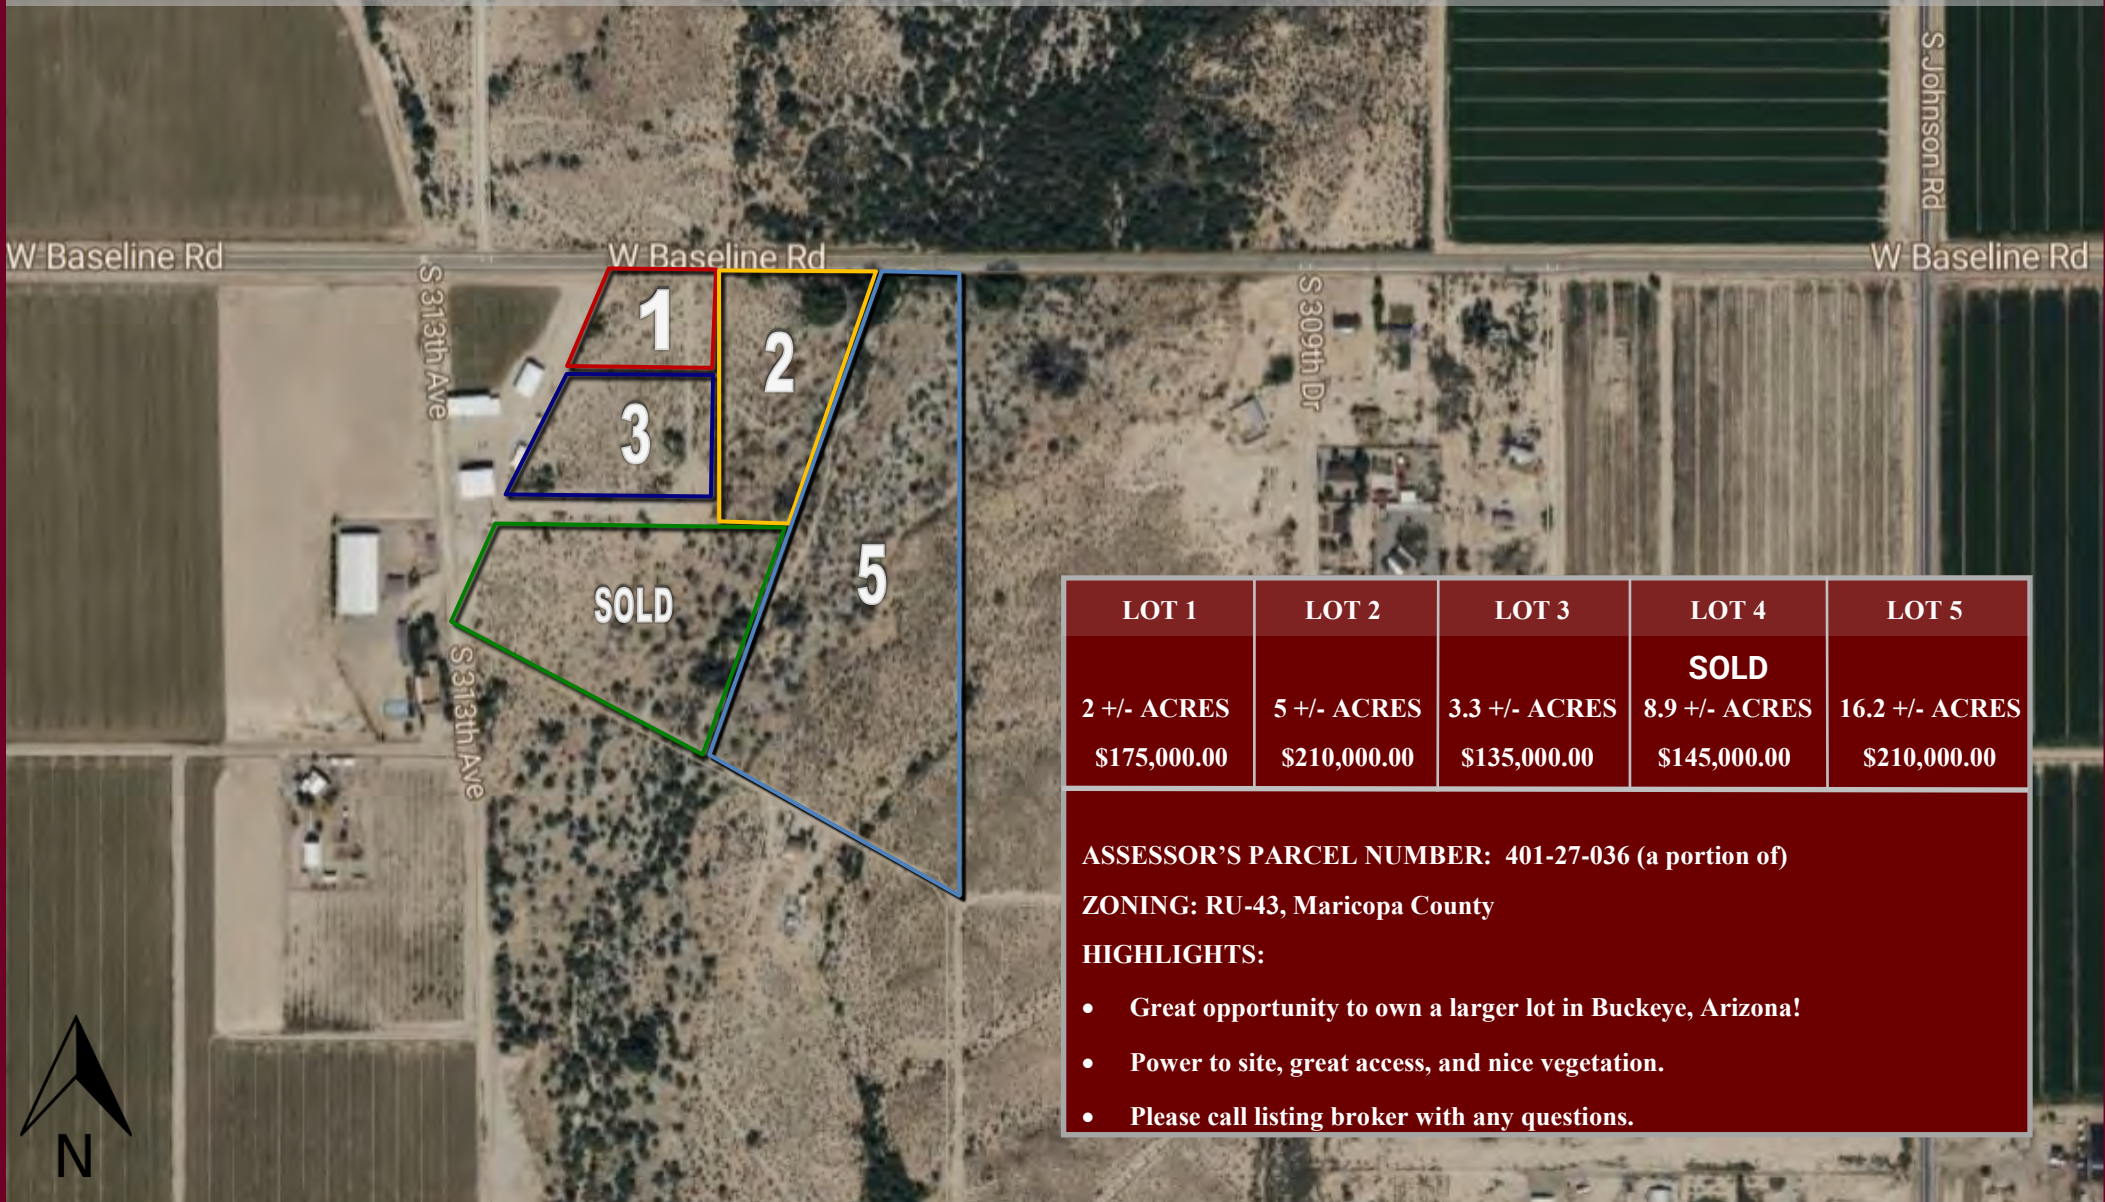 S Johnson Rd
W Baseline Rd
W Baseline Rd
W Baseline Rd
S 313th Ave
S 309th Dr
1
2
3
SOLD
5
S 313th Ave
N
LOT 1
LOT 2
LOT 3
LOT 4
LOT 5
2 +/- ACRES
$175,000.00
5 +/- ACRES
$210,000.00
3.3 +/- ACRES
$135,000.00
SOLD
8.9 +/- ACRES
$145,000.00
16.2 +/- ACRES
$210,000.00
ASSESSOR’S PARCEL NUMBER: 401-27-036 (a portion of)
ZONING: RU-43, Maricopa County
HIGHLIGHTS:
• Great opportunity to own a larger lot in Buckeye, Arizona!
• Power to site, great access, and nice vegetation.
• Please call listing broker with any questions.